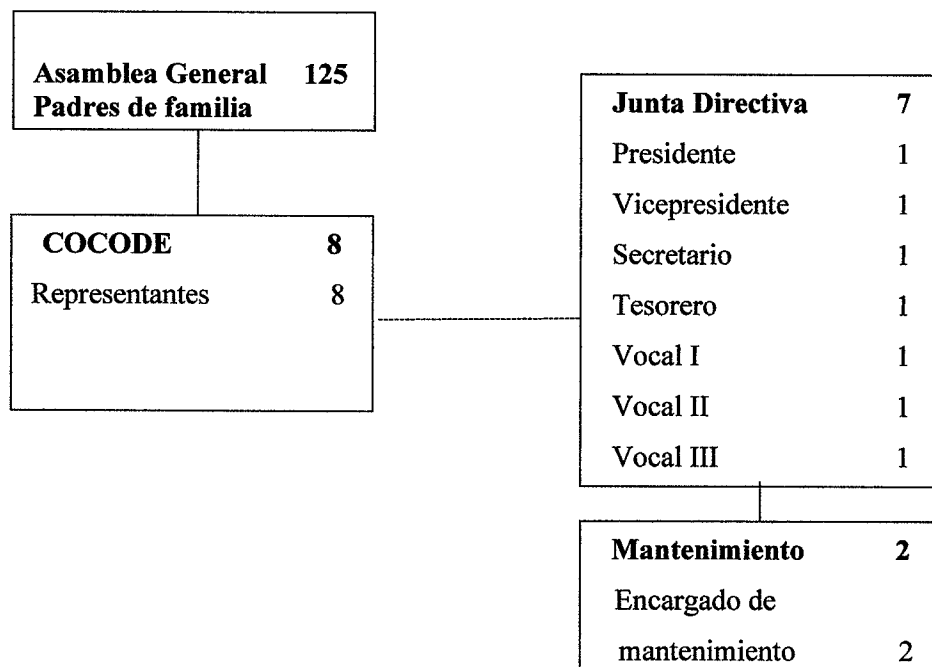 Asamblea General 125
Padres de familia
COCODE 8
Representantes 8
Junta Directiva 7
Presidente 1
Vicepresidente 1
Secretario 1
Tesorero 1
Vocal I 1
Vocal II 1
Vocal III 1
Mantenimiento 2
Encargado de
mantenimiento 2